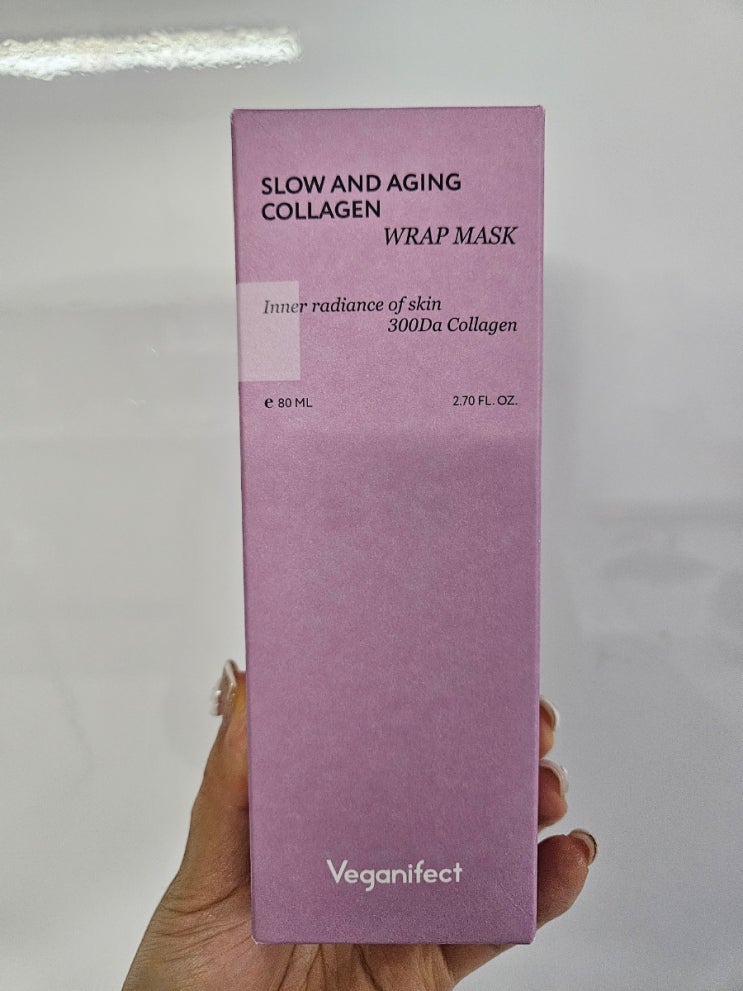 SLOW AND AGING
COLLAGEN
WRAP MASK
Inner radiance of skin
300Da Collagen
℮ 80 ML
2.70 FL. OZ.
Veganifect